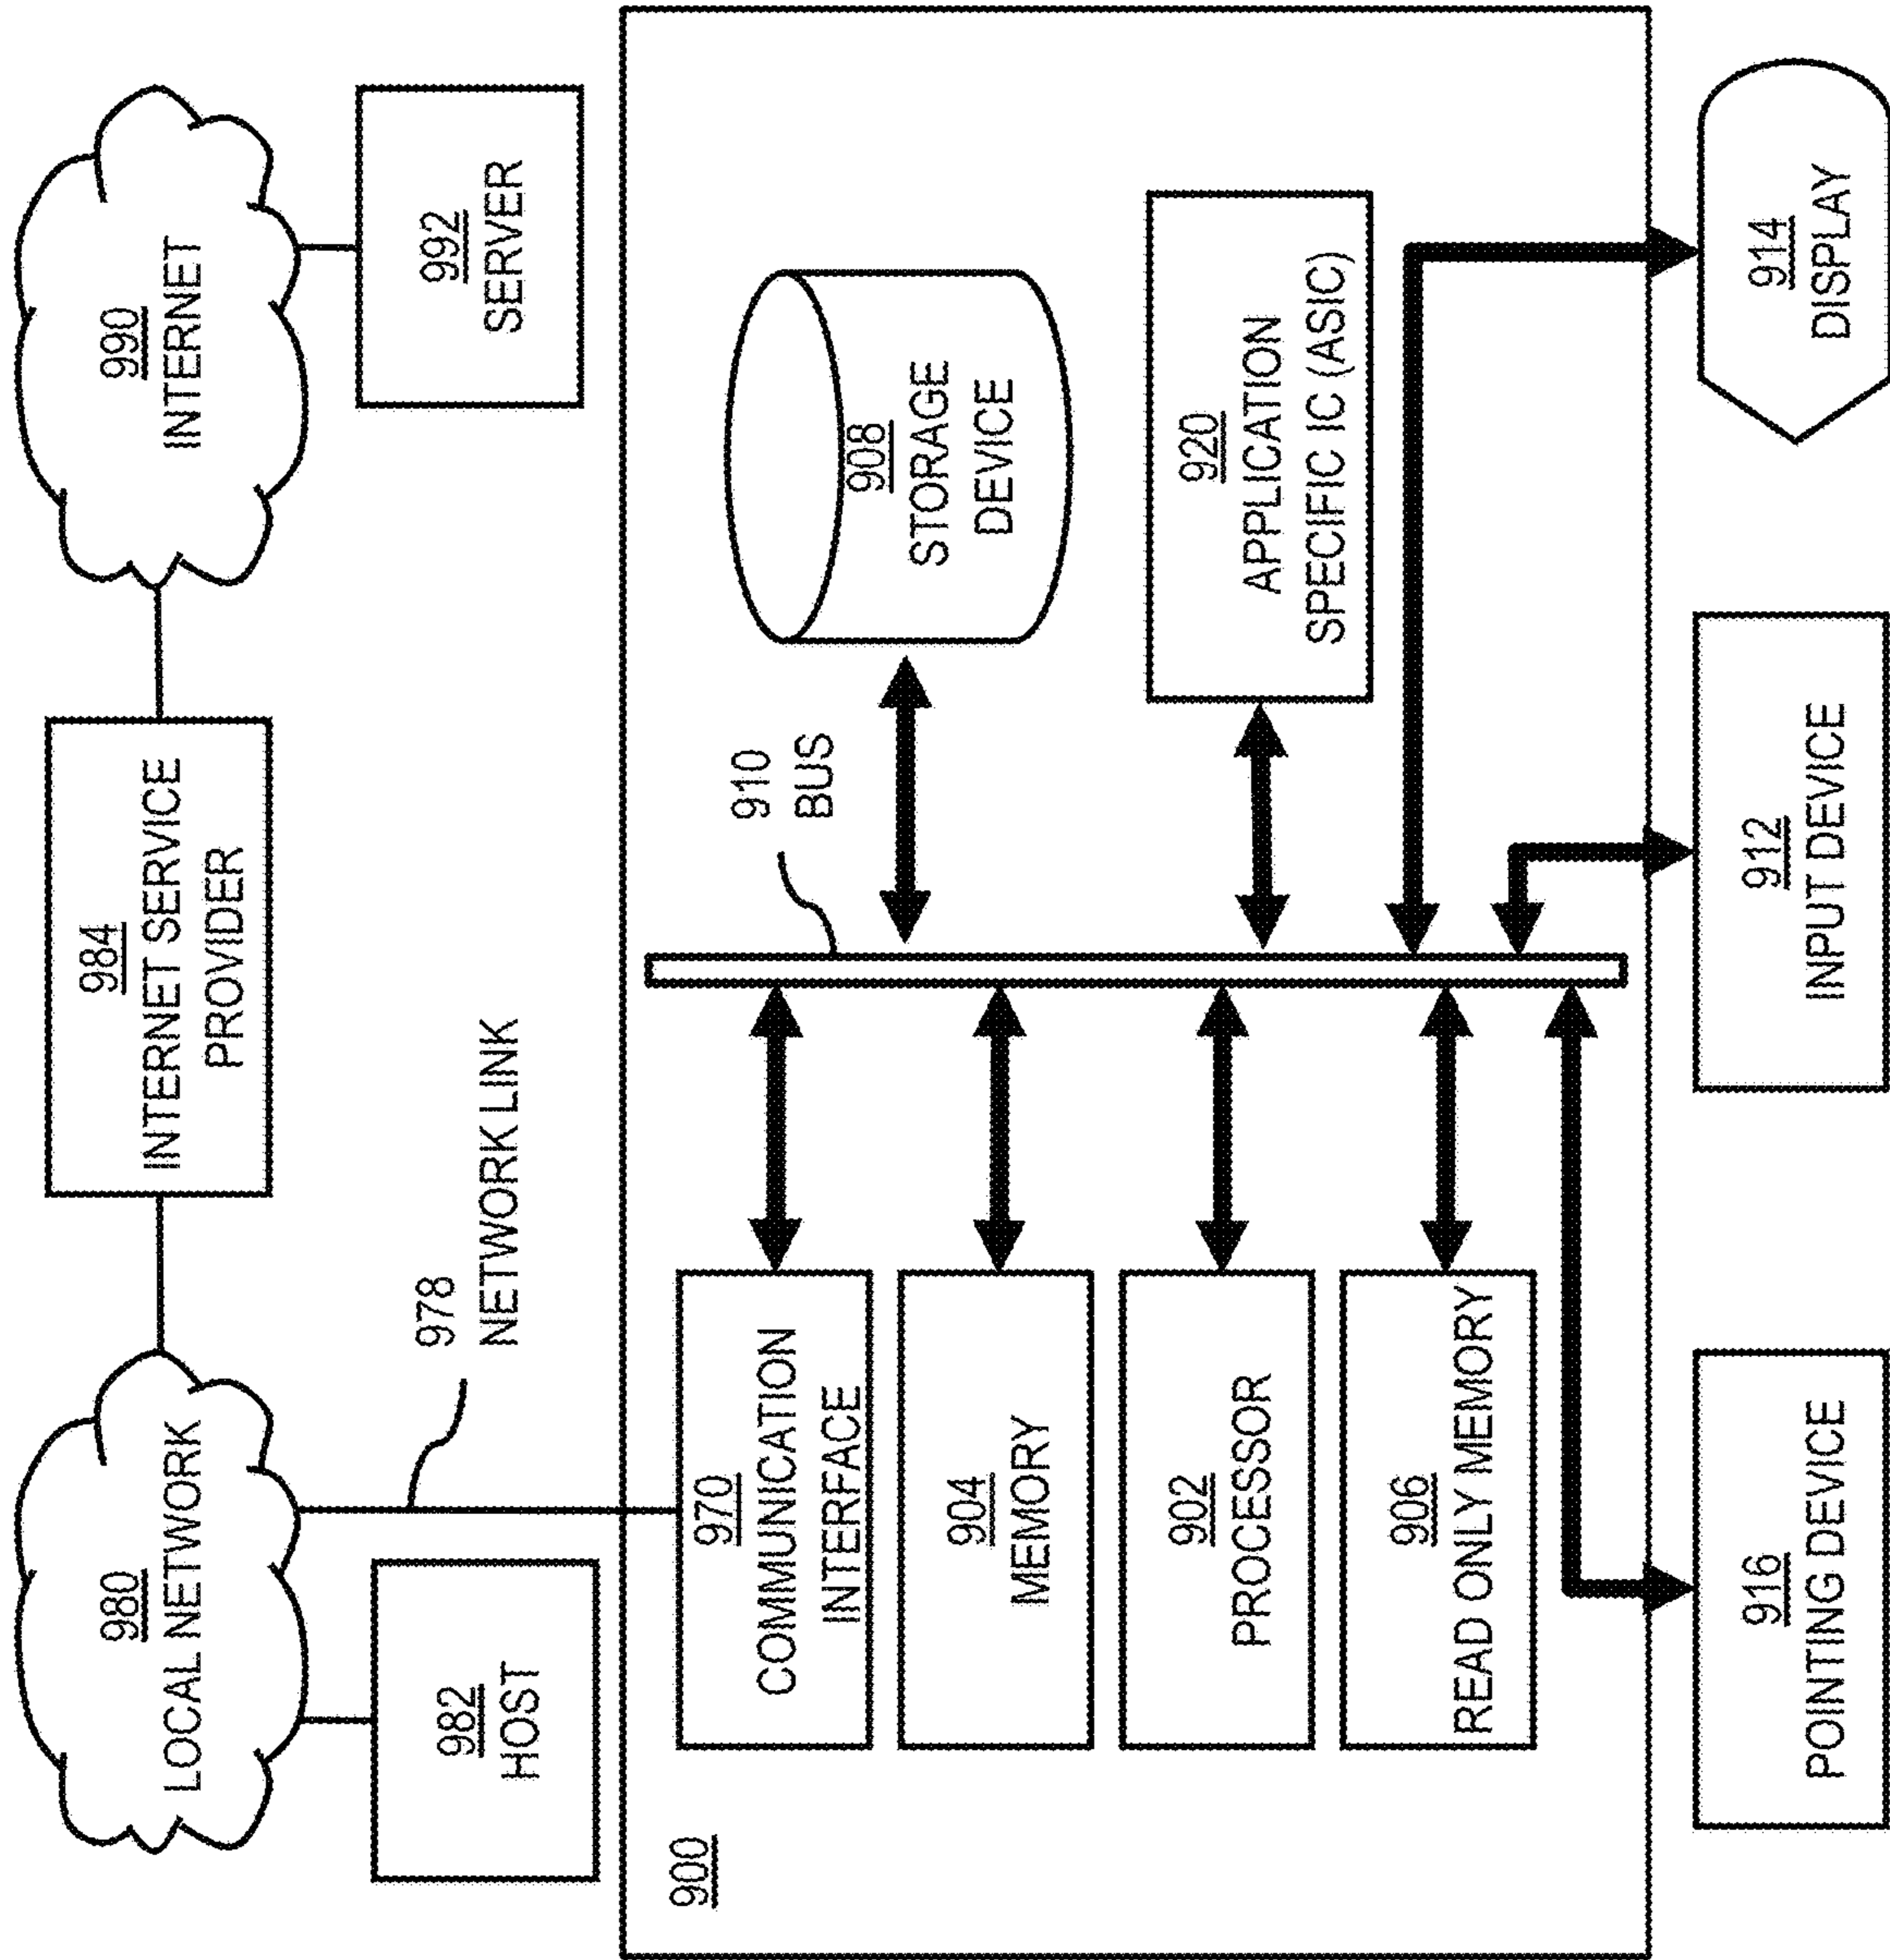 980
LOCAL NETWORK
984
INTERNET SERVICE
PROVIDER
990
INTERNET
982
HOST
978
NETWORK LINK
992
SERVER
900
970
COMMUNICATION
INTERFACE
910
BUS
908
STORAGE
DEVICE
904
MEMORY
902
PROCESSOR
920
APPLICATION
SPECIFIC IC (ASIC)
906
READ ONLY MEMORY
916
POINTING DEVICE
912
INPUT DEVICE
914
DISPLAY